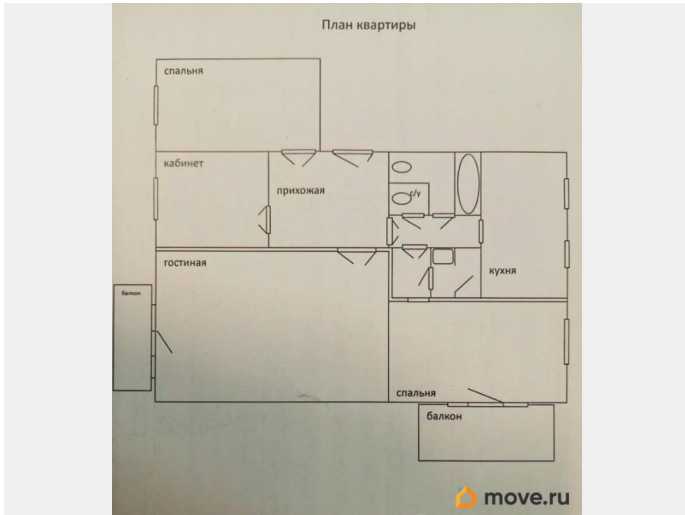 План квартиры
спальня
кабинет
прихожая
с/у
гостиная
кухня
балкон
спальня
балкон
move.ru